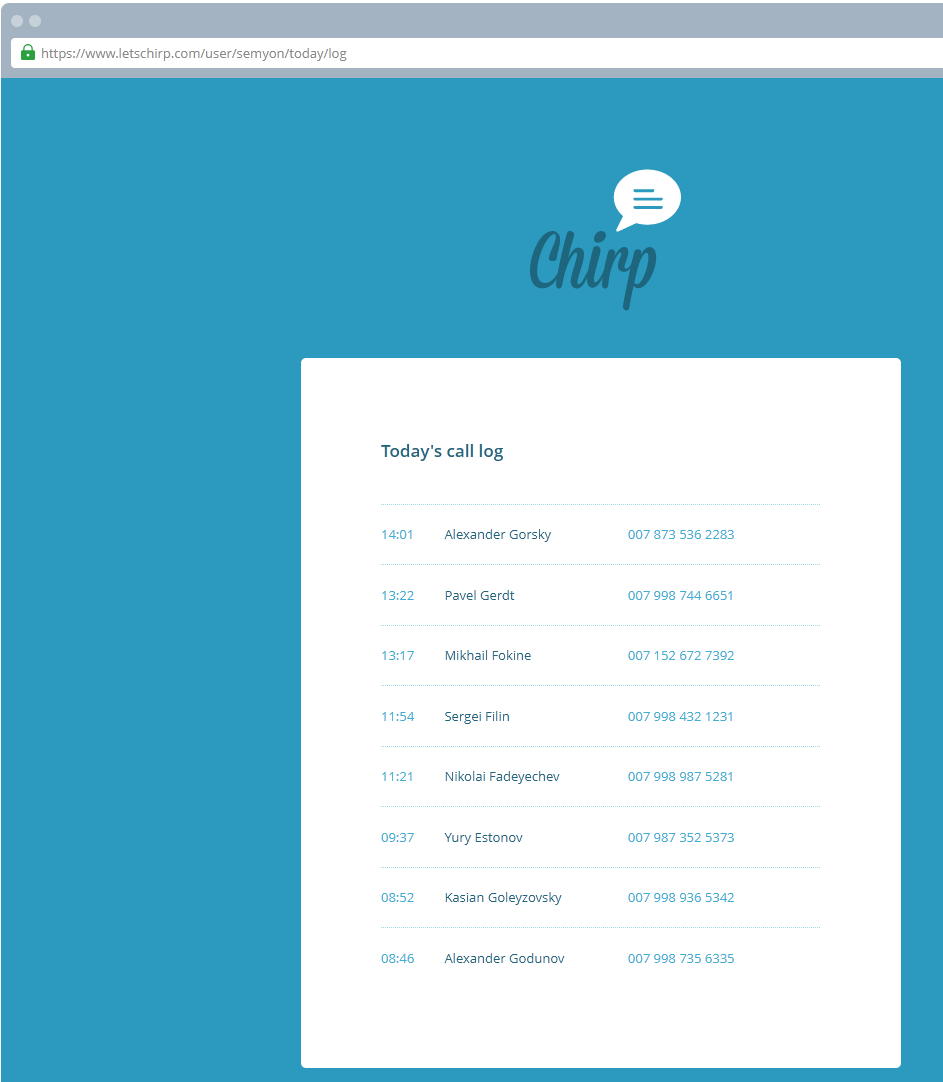 https://www.letschirp.com/user/semyon/today/log
Chirp
Today's call log
14:01 Alexander Gorsky 007 873 536 2283
13:22 Pavel Gerdt 007 998 744 6651
13:17 Mikhail Fokine 007 152 672 7392
11:54 Sergei Filin 007 998 432 1231
11:21 Nikolai Fadeyechev 007 998 987 5281
09:37 Yury Estonov 007 987 352 5373
08:52 Kasian Goleyzovsky 007 998 936 5342
08:46 Alexander Godunov 007 998 735 6335